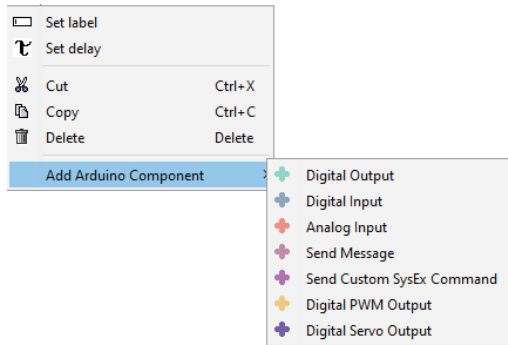 Set label
Set delay
Cut Ctrl+X
Copy Ctrl+C
Delete Delete
Add Arduino Component
Digital Output
Digital Input
Analog Input
Send Message
Send Custom SysEx Command
Digital PWM Output
Digital Servo Output